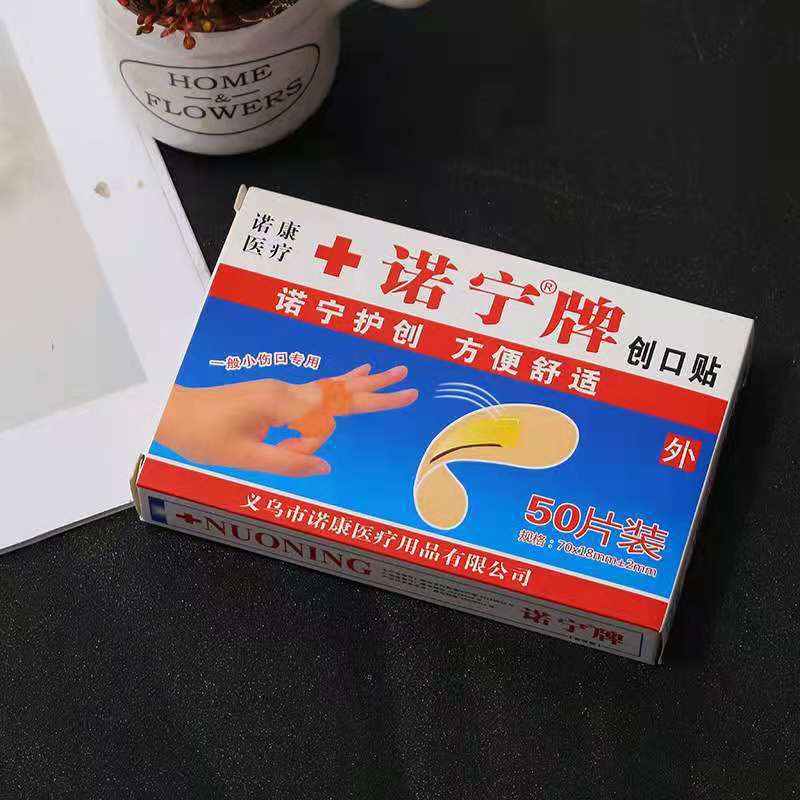 HOME
&
FLOWERS
诺康
医疗
诺宁®牌
创口贴
诺宁护创 方便舒适
一般小伤口专用
外
50片装
规格：70x18mm±2mm
义乌市诺康医疗用品有限公司
NUONING
诺宁牌